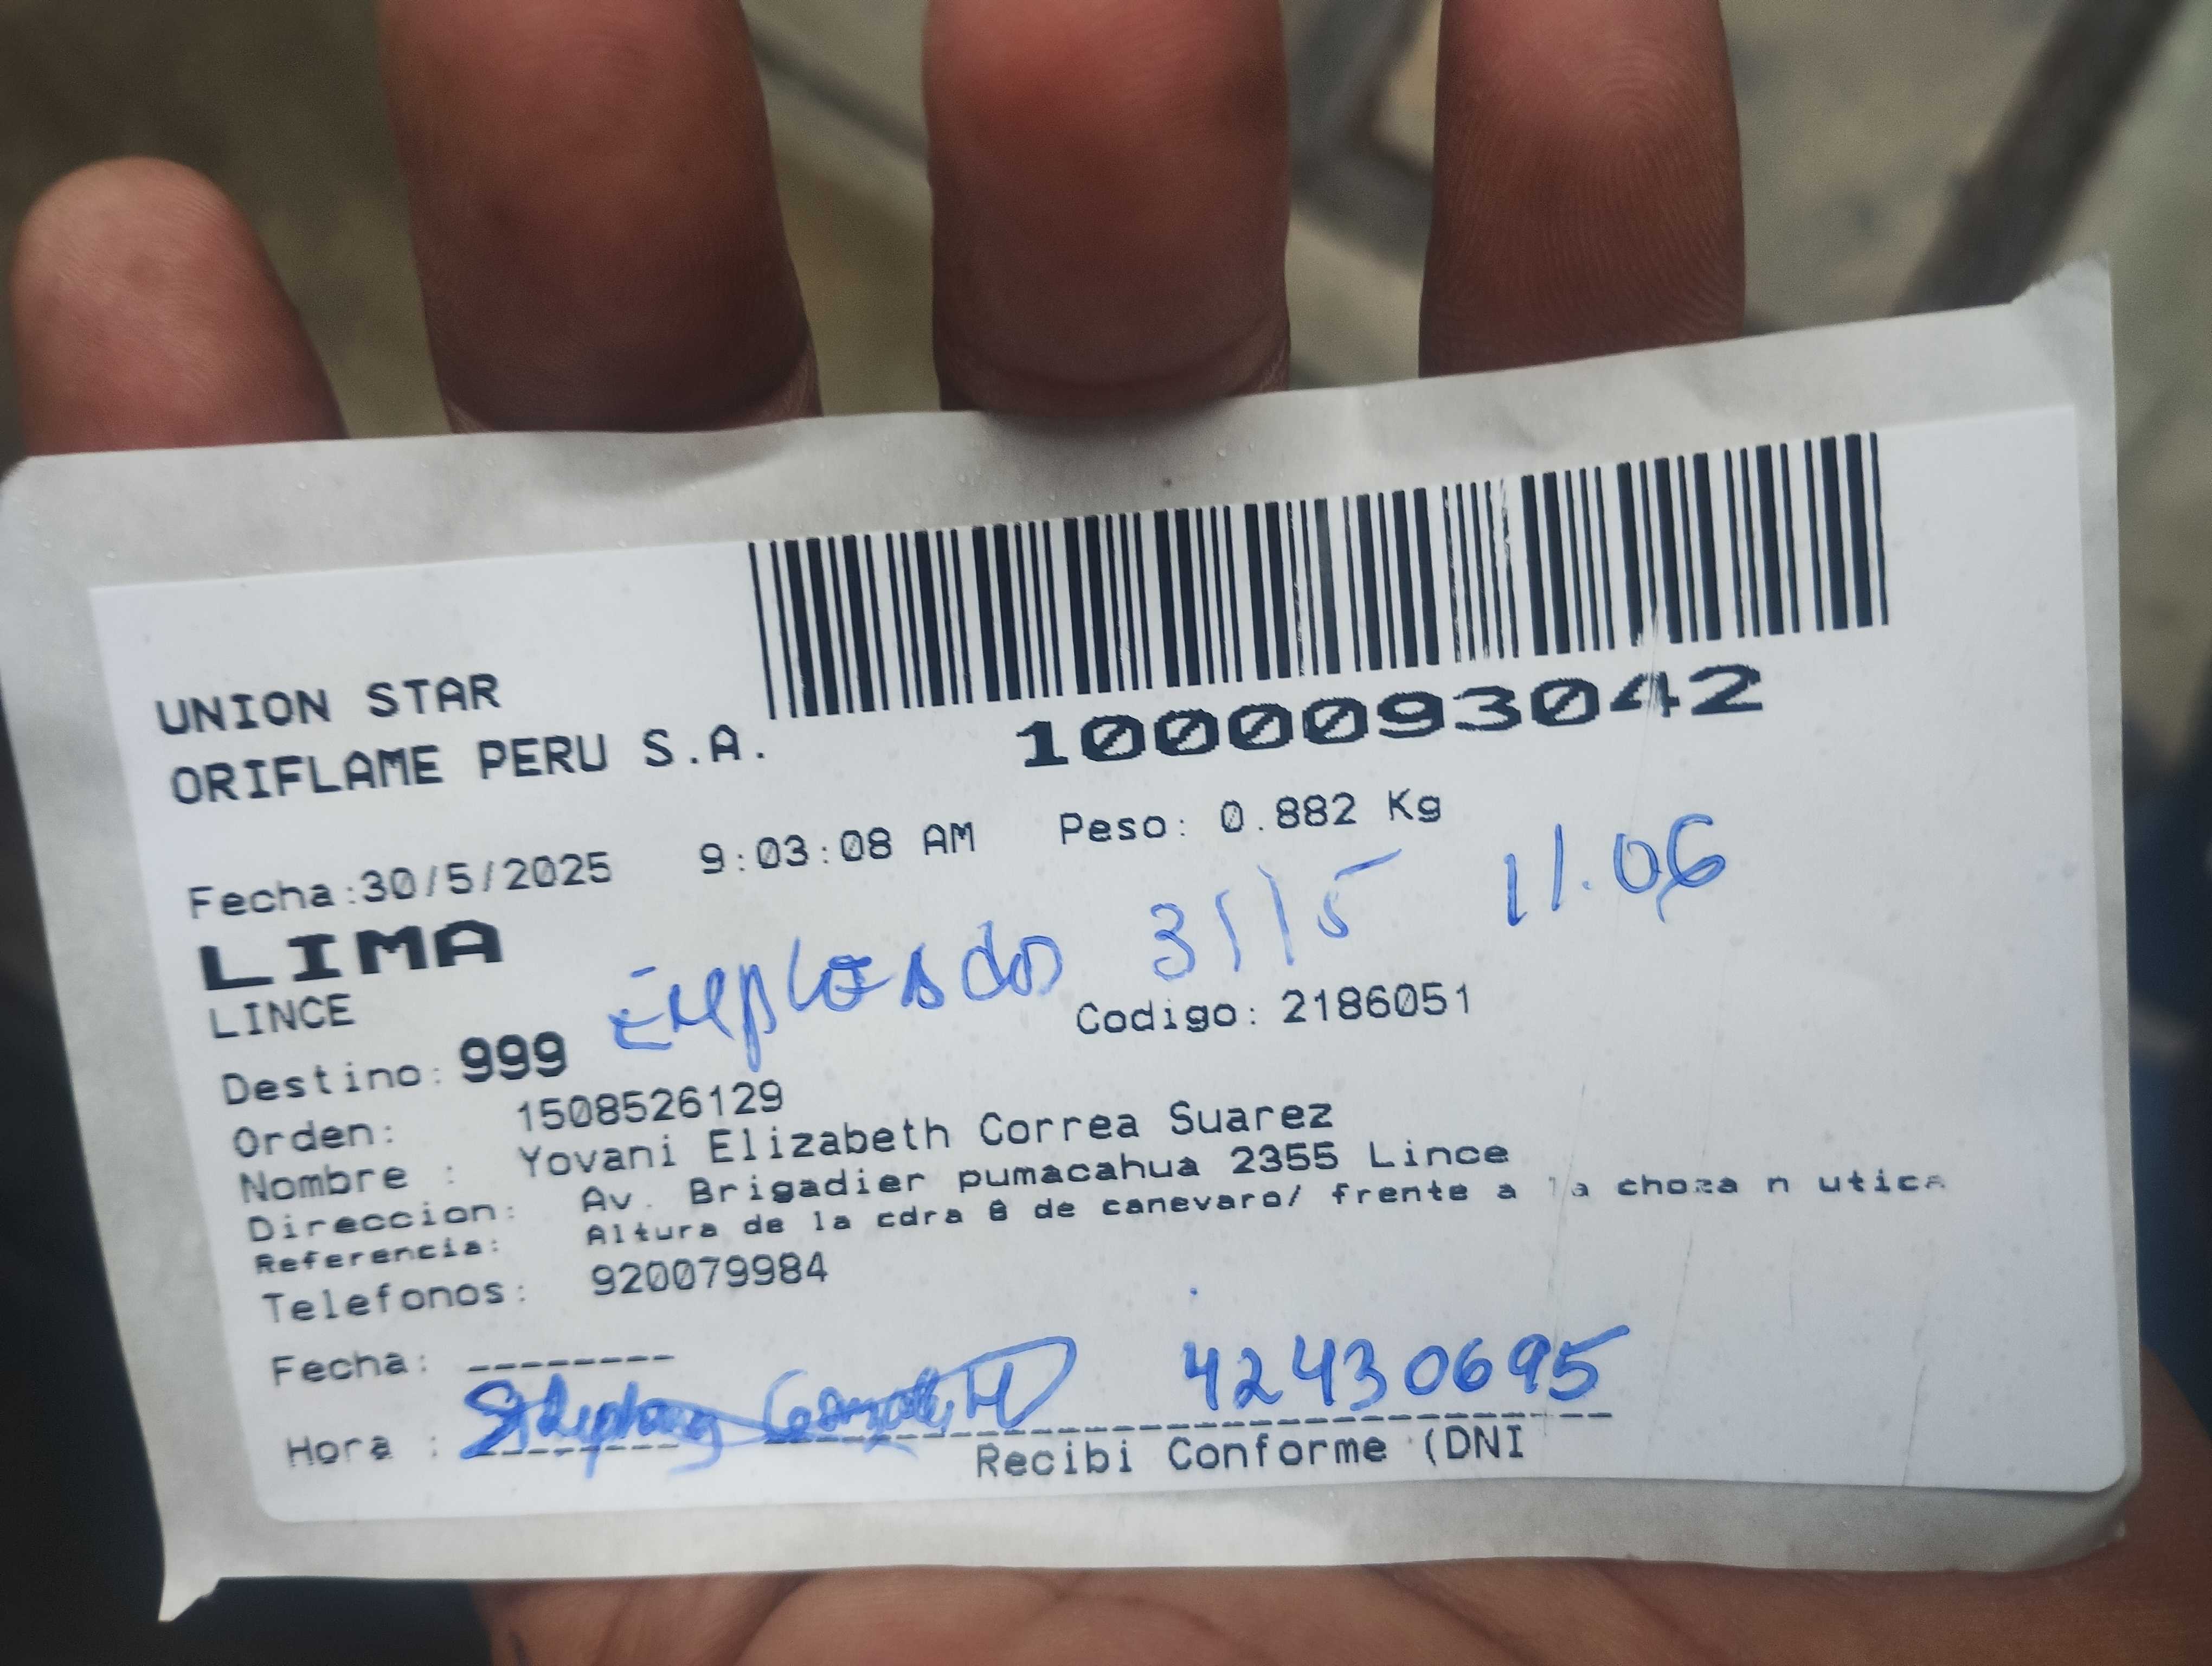 UNION STAR
ORIFLAME PERU S.A.
1000093042
Fecha:30/5/2025 9:03:08 AM Peso: 0.882 Kg
LIMA
31/5 11.06
LINCE
Codigo: 2186051
Destino: 999
Orden: 1508526129
Nombre : Yovani Elizabeth Correa Suarez
Direccion: Av. Brigadier pumacahua 2355 Lince
Referencia: Altura de la cdra 8 de canevaro/ frente a la choza n utica
Telefonos: 920079984
Fecha: --------
42430695
Hora :
Recibi Conforme (DNI